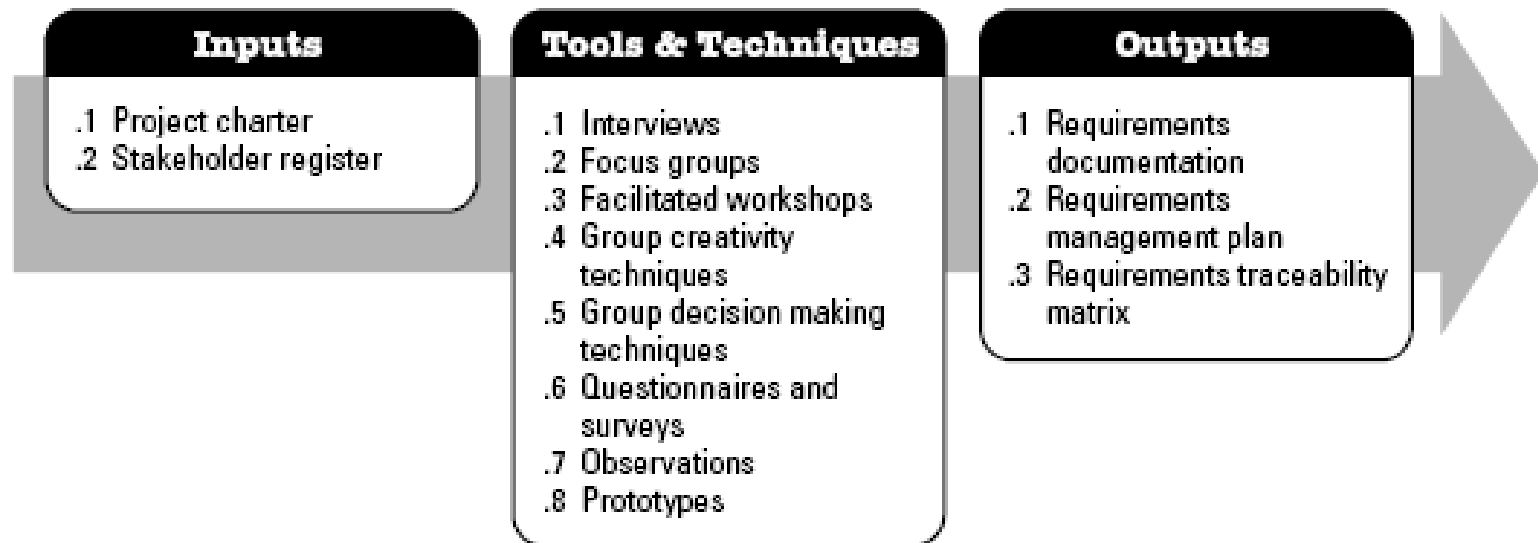 Inputs
.1 Project charter
.2 Stakeholder register
Tools & Techniques
.1 Interviews
.2 Focus groups
.3 Facilitated workshops
.4 Group creativity
techniques
.5 Group decision making
techniques
.6 Questionnaires and
surveys
.7 Observations
.8 Prototypes
Outputs
.1 Requirements
documentation
.2 Requirements
management plan
.3 Requirements traceability
matrix